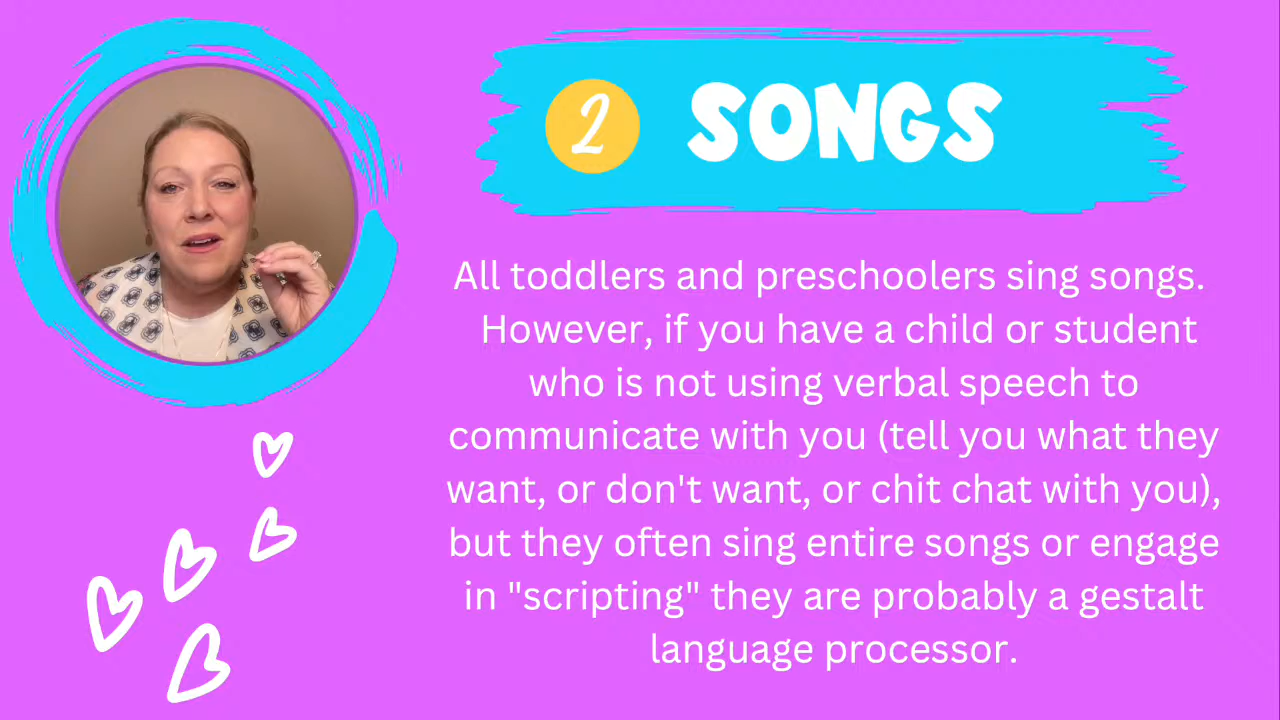 2 SONGS
All toddlers and preschoolers sing songs.
However, if you have a child or student
who is not using verbal speech to
communicate with you (tell you what they
want, or don't want, or chit chat with you),
but they often sing entire songs or engage
in "scripting" they are probably a gestalt
language processor.